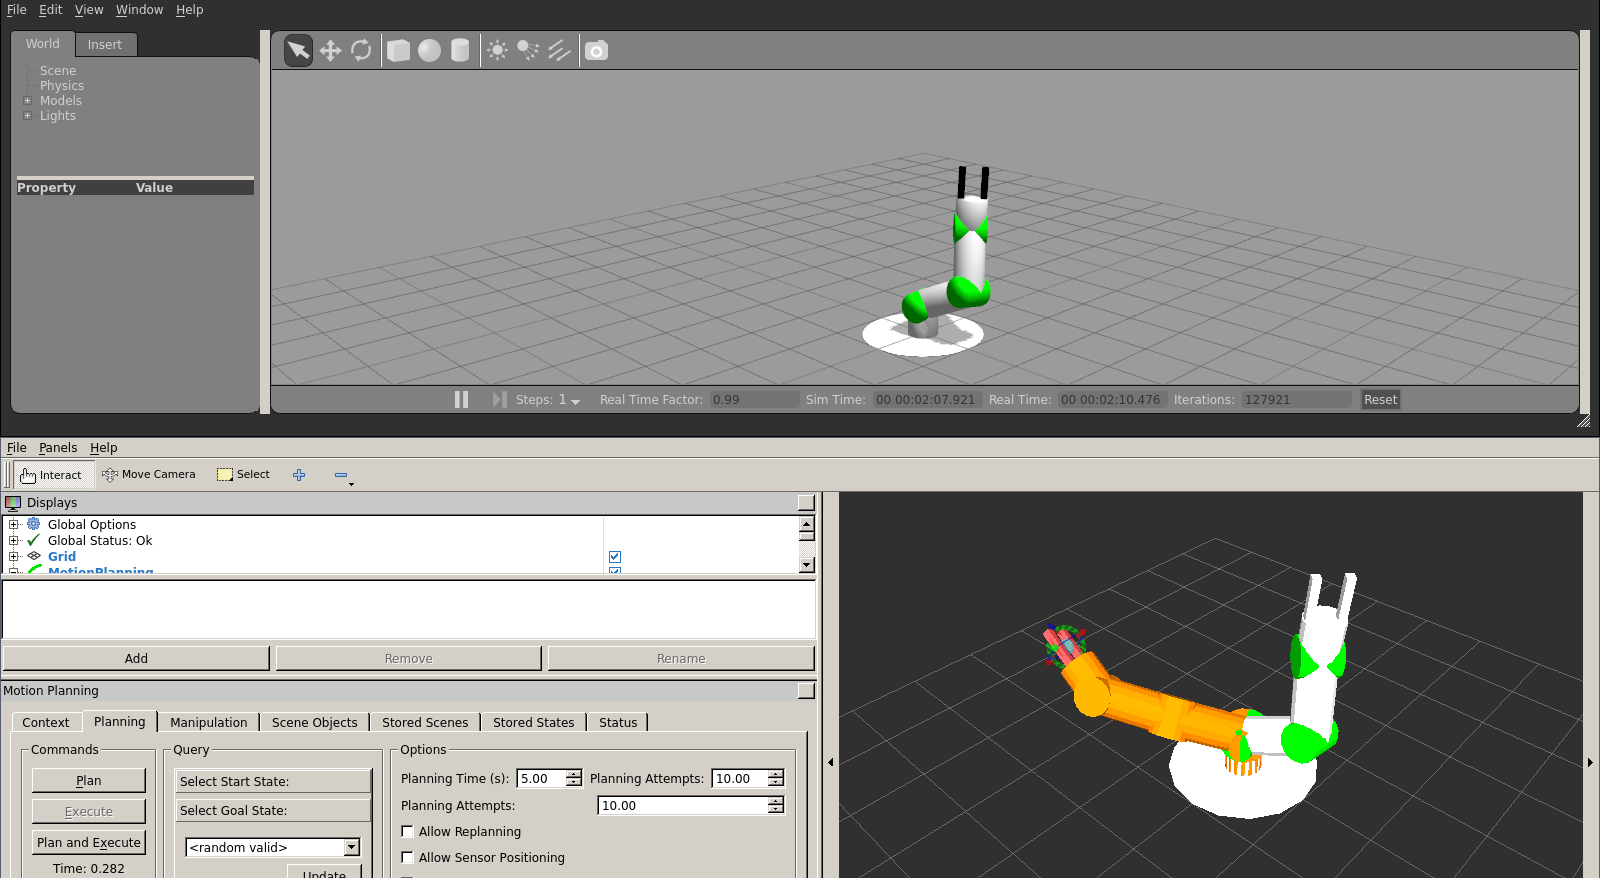 File Edit View Window Help
World Insert
Scene
Physics
Models
Lights
Property Value
Steps: 1 Real Time Factor: 0.99 Sim Time: 00 00:02:07.921 Real Time: 00 00:02:10.476 Iterations: 127921 Reset
File Panels Help
Interact Move Camera Select
Displays
Global Options
Global Status: Ok
Grid
MotionPlanning
Add Remove Rename
Motion Planning
Context Planning Manipulation Scene Objects Stored Scenes Stored States Status
Commands Query Options
Plan Select Start State: Planning Time (s): 5.00 Planning Attempts: 10.00
Execute Select Goal State: Planning Attempts: 10.00
Allow Replanning
Plan and Execute <random valid>
Allow Sensor Positioning
Time: 0.282 Update